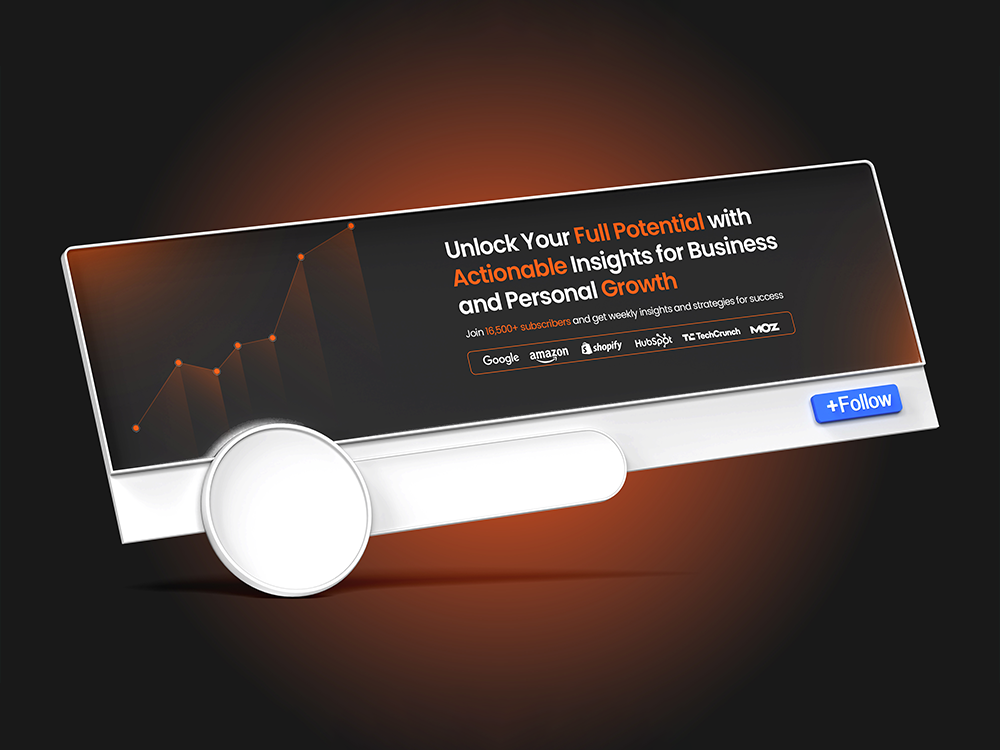 Unlock Your Full Potential with
Actionable Insights for Business
and Personal Growth
Join 16,500+ subscribers and get weekly insights and strategies for success
Google amazon shopify HubSpot TC TechCrunch MOZ
+Follow